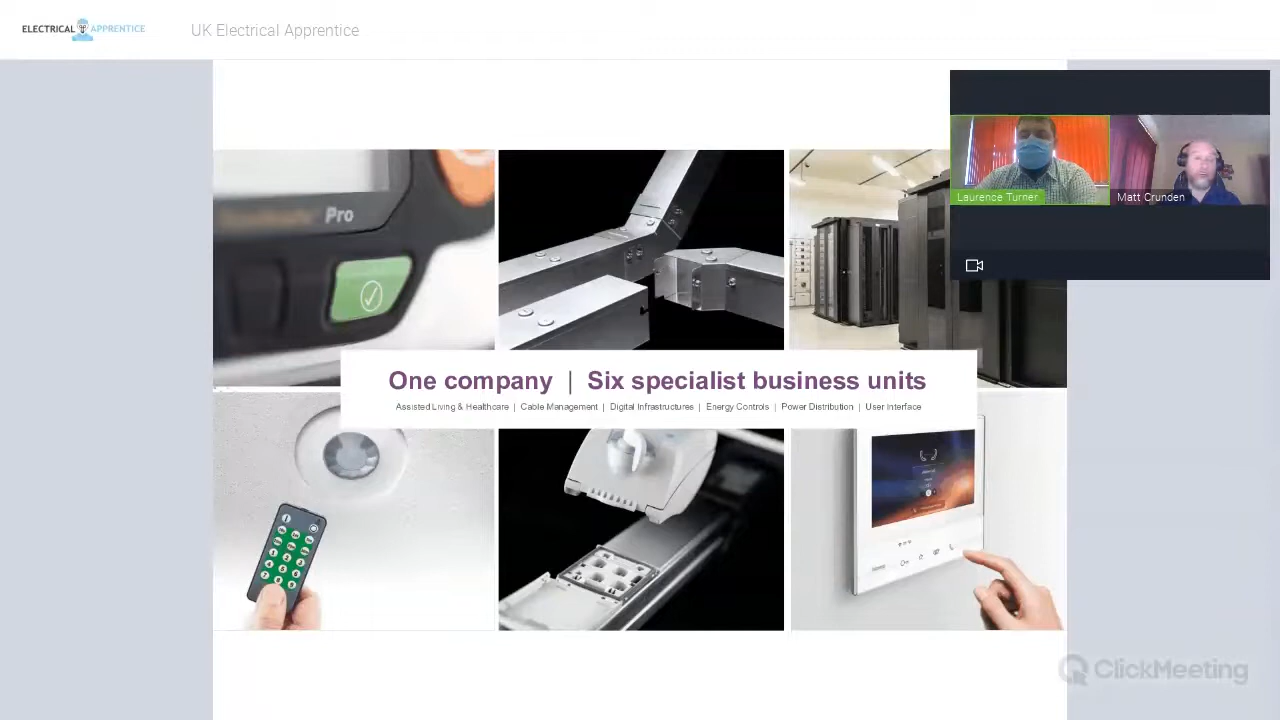 ELECTRICAL APPRENTICE
UK Electrical Apprentice
Laurence Turner
Matt Crunden
Pro
One company | Six specialist business units
Assisted Living & Healthcare | Cable Management | Digital Infrastructures | Energy Controls | Power Distribution | User Interface
ClickMeeting